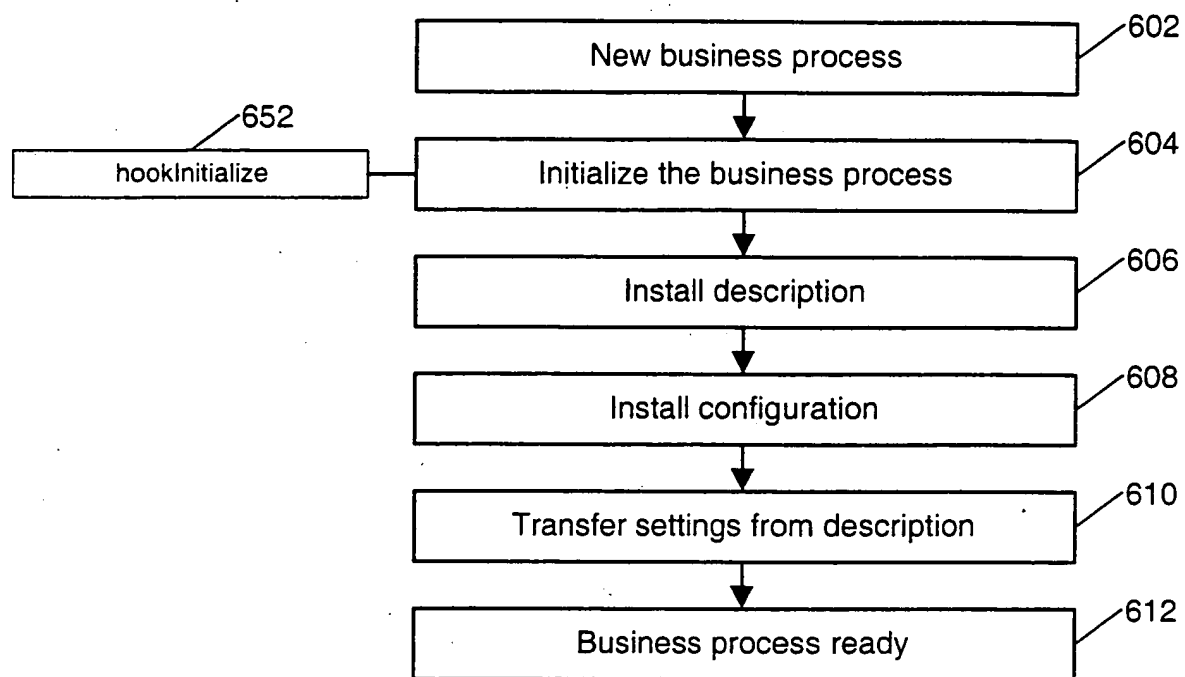 602
New business process
652
604
hookInitialize
Initialize the business process
606
Install description
608
Install configuration
610
Transfer settings from description
612
Business process ready